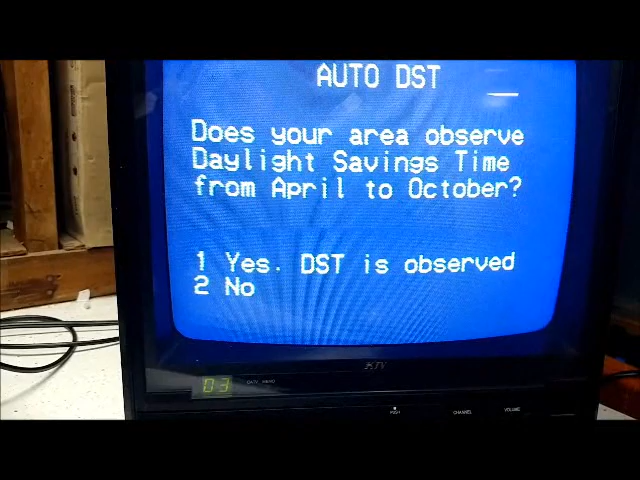 AUTO DST
Does your area observe
Daylight Savings Time
from April to October?
1 Yes. DST is observed
2 No
03
CHANNEL
VOLUME